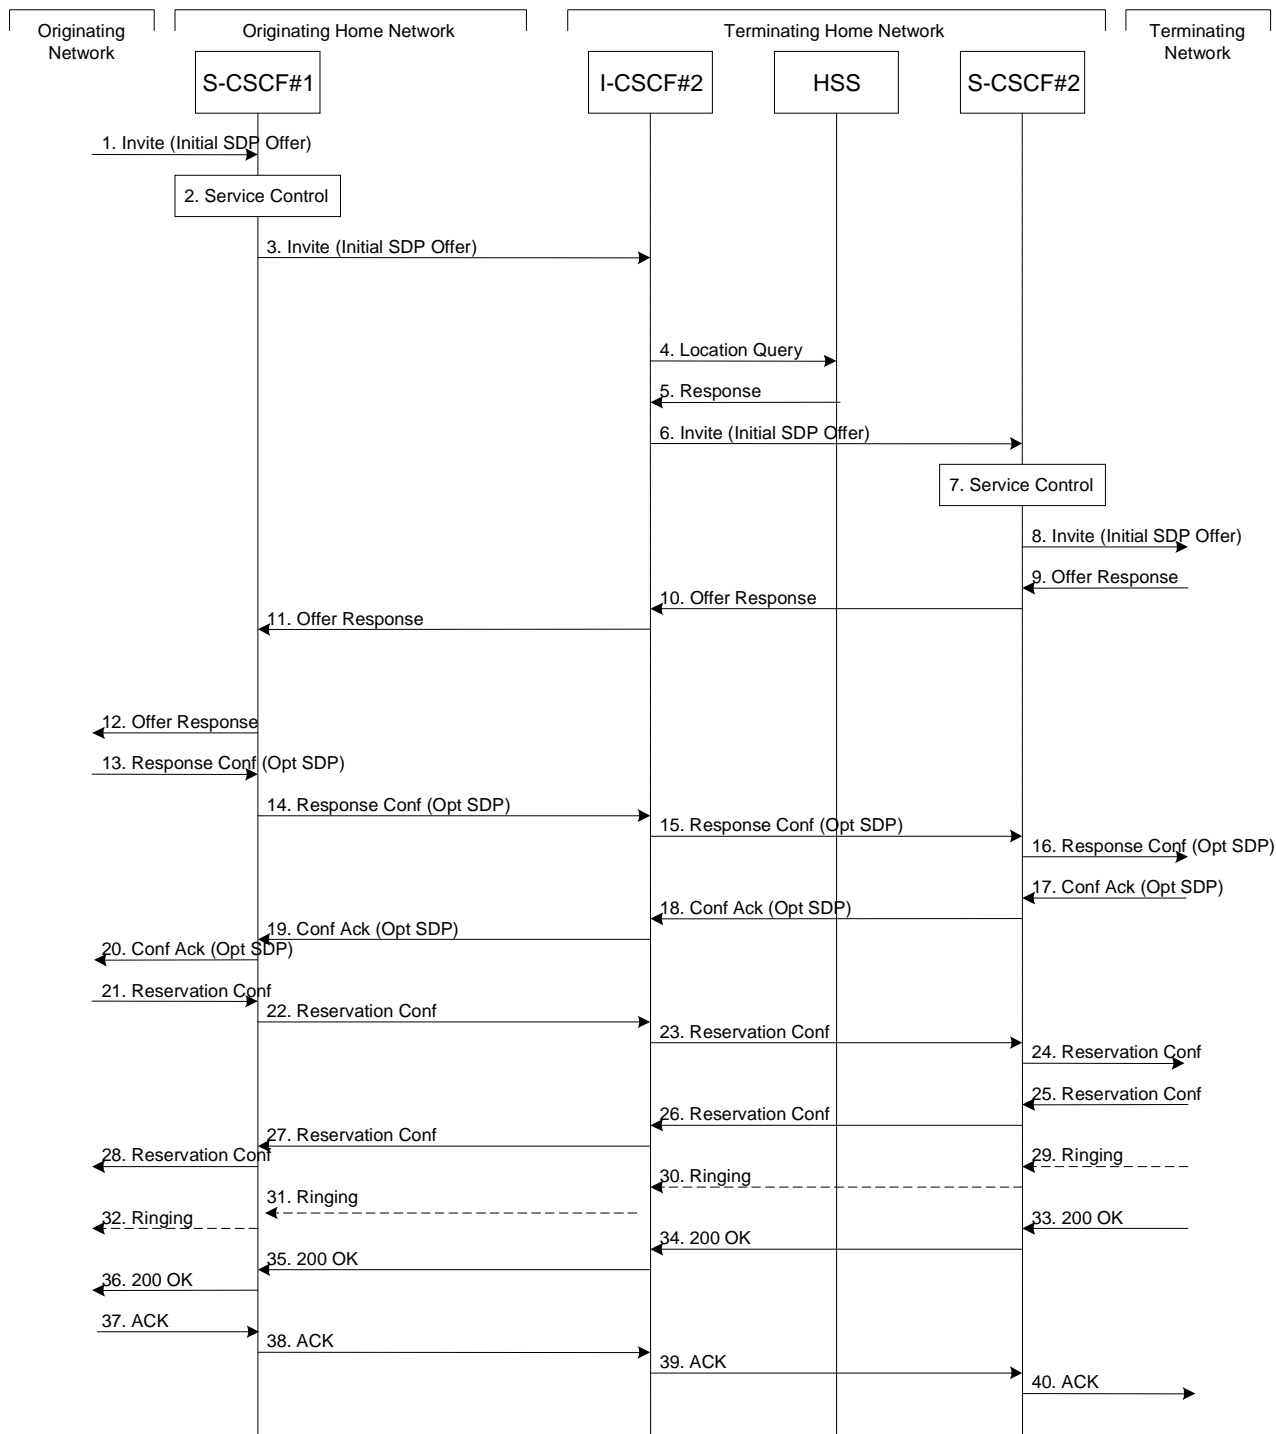 Originating
Network
Originating Home Network
Terminating Home Network
Terminating
Network
S-CSCF#1
I-CSCF#2
HSS
S-CSCF#2
1. Invite (Initial SDP Offer)
2. Service Control
3. Invite (Initial SDP Offer)
4. Location Query
5. Response
6. Invite (Initial SDP Offer)
7. Service Control
8. Invite (Initial SDP Offer)
9. Offer Response
10. Offer Response
11. Offer Response
12. Offer Response
13. Response Conf (Opt SDP)
14. Response Conf (Opt SDP)
15. Response Conf (Opt SDP)
16. Response Conf (Opt SDP)
17. Conf Ack (Opt SDP)
18. Conf Ack (Opt SDP)
19. Conf Ack (Opt SDP)
20. Conf Ack (Opt SDP)
21. Reservation Conf
22. Reservation Conf
23. Reservation Conf
24. Reservation Conf
25. Reservation Conf
26. Reservation Conf
27. Reservation Conf
28. Reservation Conf
29. Ringing
30. Ringing
31. Ringing
32. Ringing
33. 200 OK
34. 200 OK
35. 200 OK
36. 200 OK
37. ACK
38. ACK
39. ACK
40. ACK